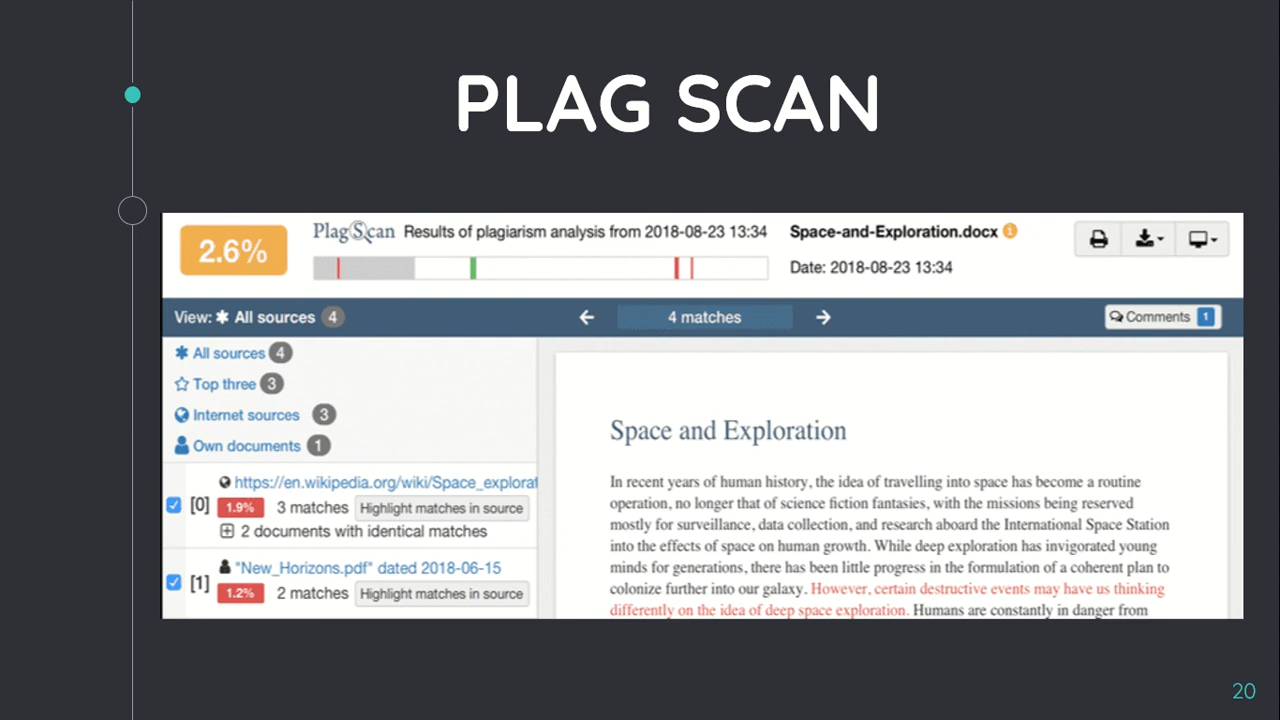 PLAG SCAN
2.6%
PlagScan Results of plagiarism analysis from 2018-08-23 13:34
Space-and-Exploration.docx
Date: 2018-08-23 13:34
View: All sources 4
4 matches
Comments 1
All sources 4
Top three 3
Internet sources 3
Own documents 1
[0] https://en.wikipedia.org/wiki/Space_explorat
1.9% 3 matches Highlight matches in source
2 documents with identical matches
[1] "New_Horizons.pdf" dated 2018-06-15
1.2% 2 matches Highlight matches in source
Space and Exploration
In recent years of human history, the idea of travelling into space has become a routine
operation, no longer that of science fiction fantasies, with the missions being reserved
mostly for surveillance, data collection, and research aboard the International Space Station
into the effects of space on human growth. While deep exploration has invigorated young
minds for generations, there has been little progress in the formulation of a coherent plan to
colonize further into our galaxy. However, certain destructive events may have us thinking
differently on the idea of deep space exploration. Humans are constantly in danger from
20